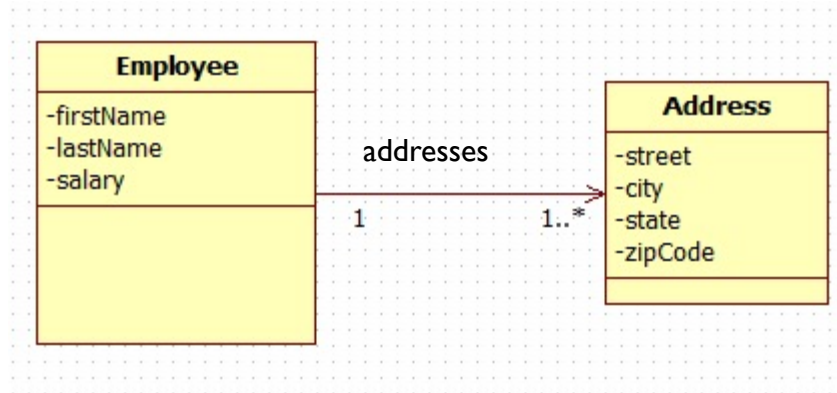 Employee
-firstName
-lastName
-salary
addresses
1
1..*
Address
-street
-city
-state
-zipCode